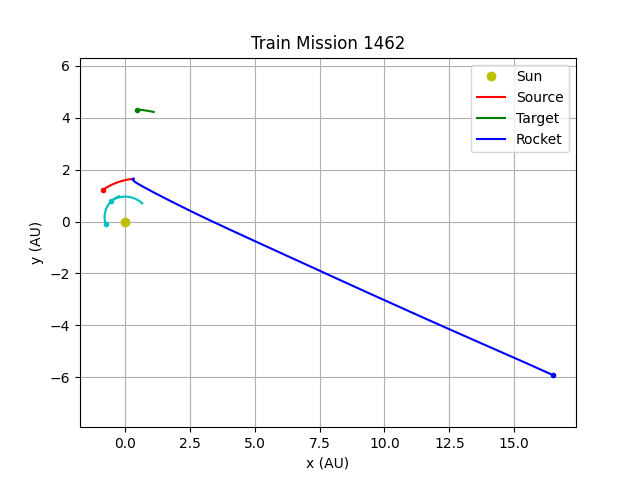 Train Mission 1462
Sun
Source
Target
Rocket
6
4
2
0
−2
−4
−6
y (AU)
0.0 2.5 5.0 7.5 10.0 12.5 15.0
x (AU)